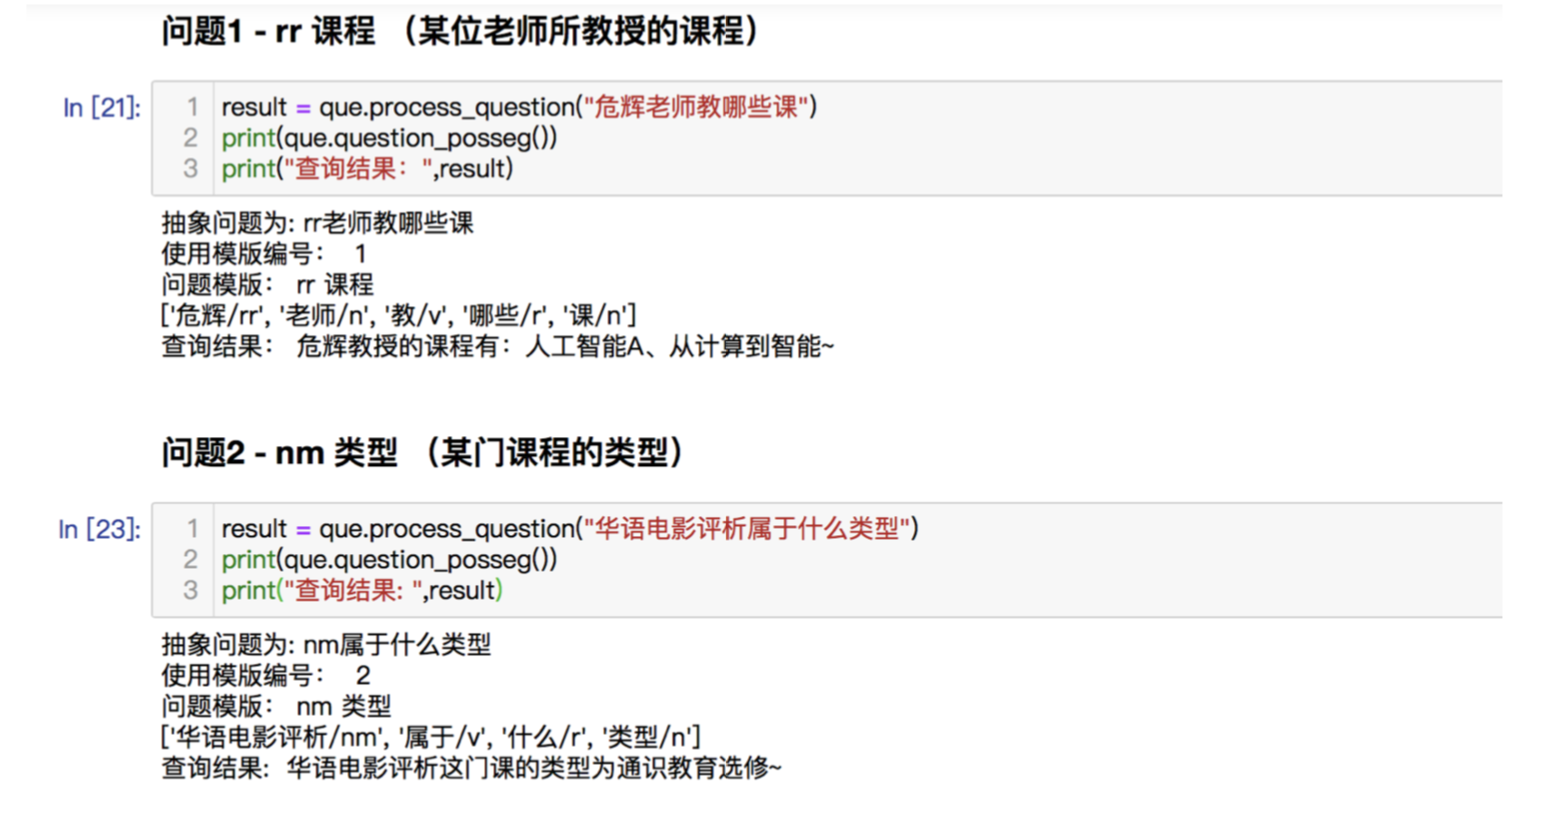 问题1 - rr 课程 （某位老师所教授的课程）
In [21]:
1 result = que.process_question("危辉老师教哪些课")
2 print(que.question_posseg())
3 print("查询结果：",result)
抽象问题为: rr老师教哪些课
使用模版编号： 1
问题模版： rr 课程
['危辉/rr', '老师/n', '教/v', '哪些/r', '课/n']
查询结果： 危辉教授的课程有：人工智能A、从计算到智能~
问题2 - nm 类型 （某门课程的类型）
In [23]:
1 result = que.process_question("华语电影评析属于什么类型")
2 print(que.question_posseg())
3 print("查询结果: ",result)
抽象问题为: nm属于什么类型
使用模版编号： 2
问题模版： nm 类型
['华语电影评析/nm', '属于/v', '什么/r', '类型/n']
查询结果: 华语电影评析这门课的类型为通识教育选修~